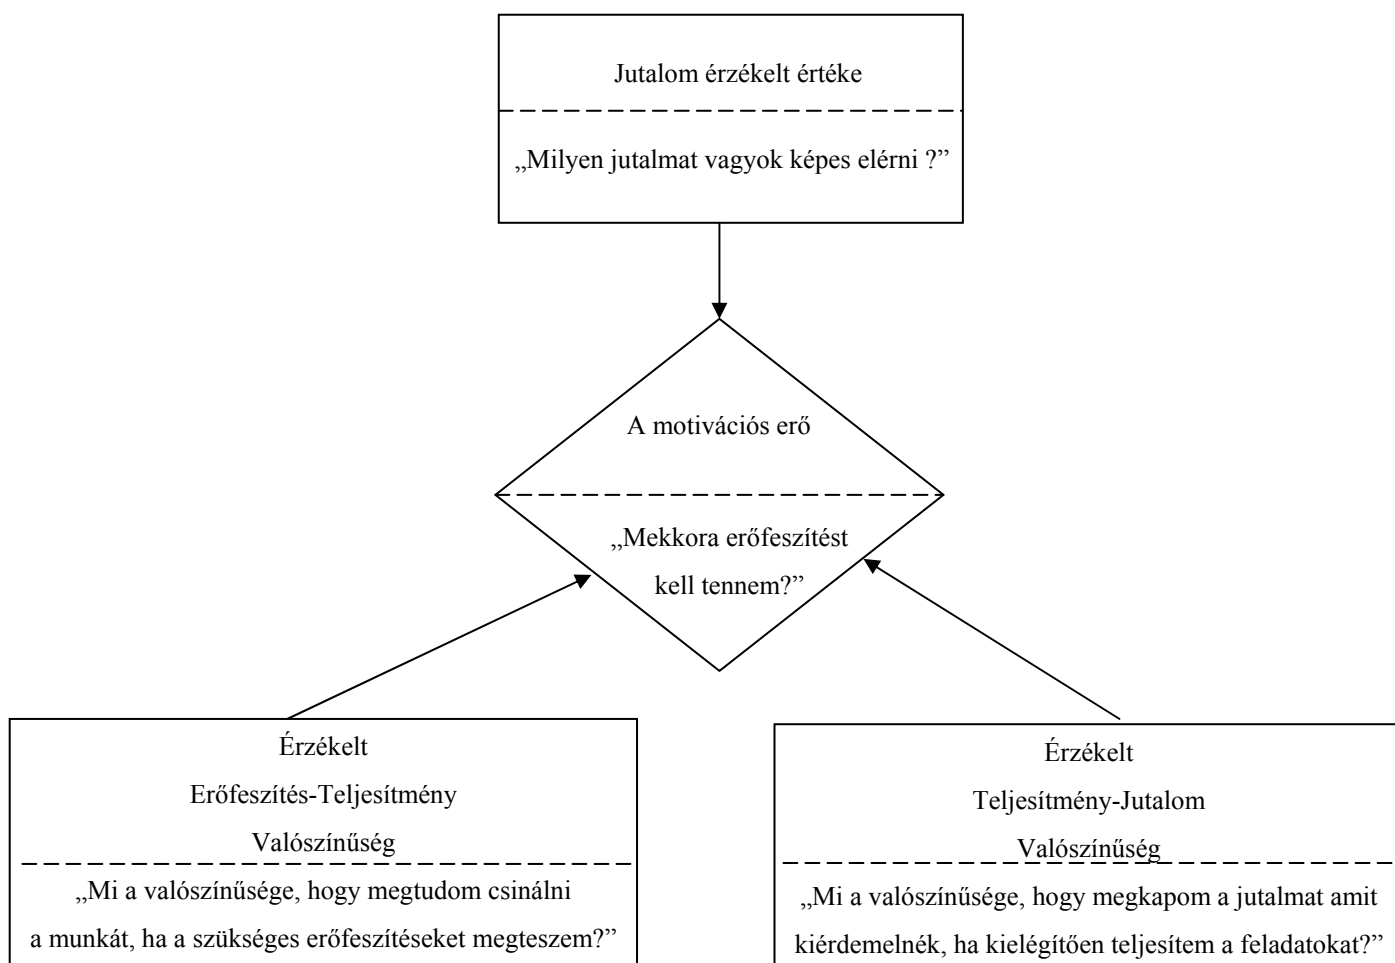 Jutalom érzékelt értéke
„Milyen jutalmat vagyok képes elérni ?”
A motivációs erő
„Mekkora erőfeszítést
kell tennem?”
Érzékelt
Erőfeszítés-Teljesítmény
Valószínűség
„Mi a valószínűsége, hogy megtudom csinálni
a munkát, ha a szükséges erőfeszítéseket megteszem?”
Érzékelt
Teljesítmény-Jutalom
Valószínűség
„Mi a valószínűsége, hogy megkapom a jutalmat amit
kiérdemelnék, ha kielégítően teljesítem a feladatokat?”